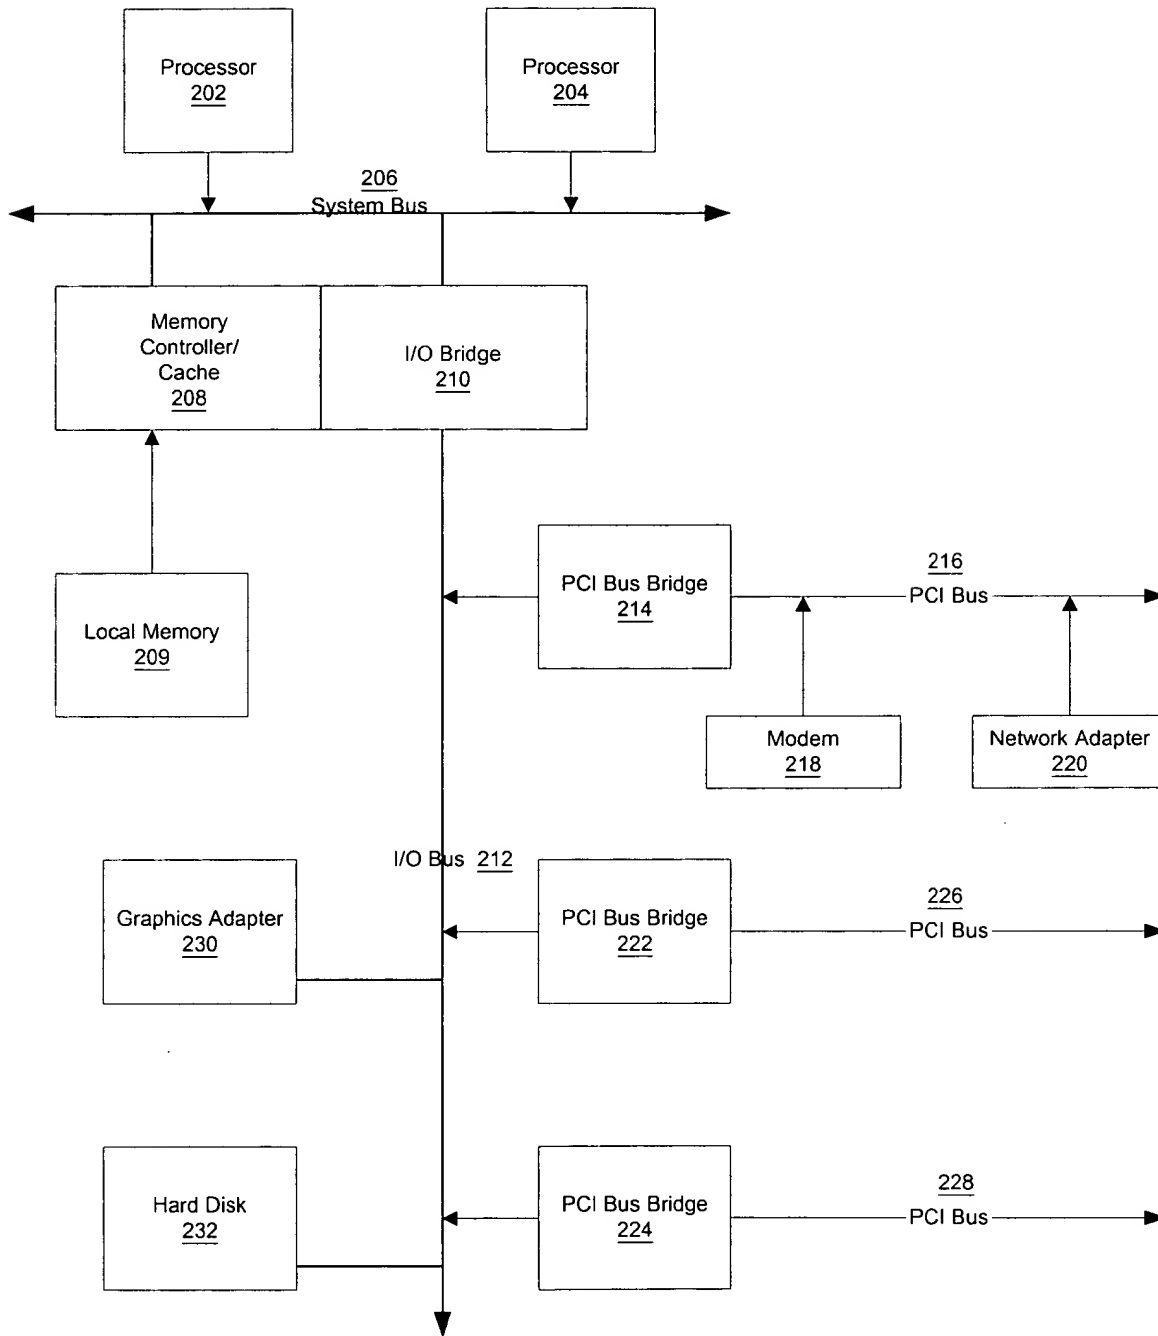 Processor
202
Processor
204
206
System Bus
Memory
Controller/
Cache
208
I/O Bridge
210
PCI Bus Bridge
214
216
PCI Bus
Local Memory
209
Modem
218
Network Adapter
220
I/O Bus 212
Graphics Adapter
230
PCI Bus Bridge
222
226
PCI Bus
Hard Disk
232
PCI Bus Bridge
224
228
PCI Bus